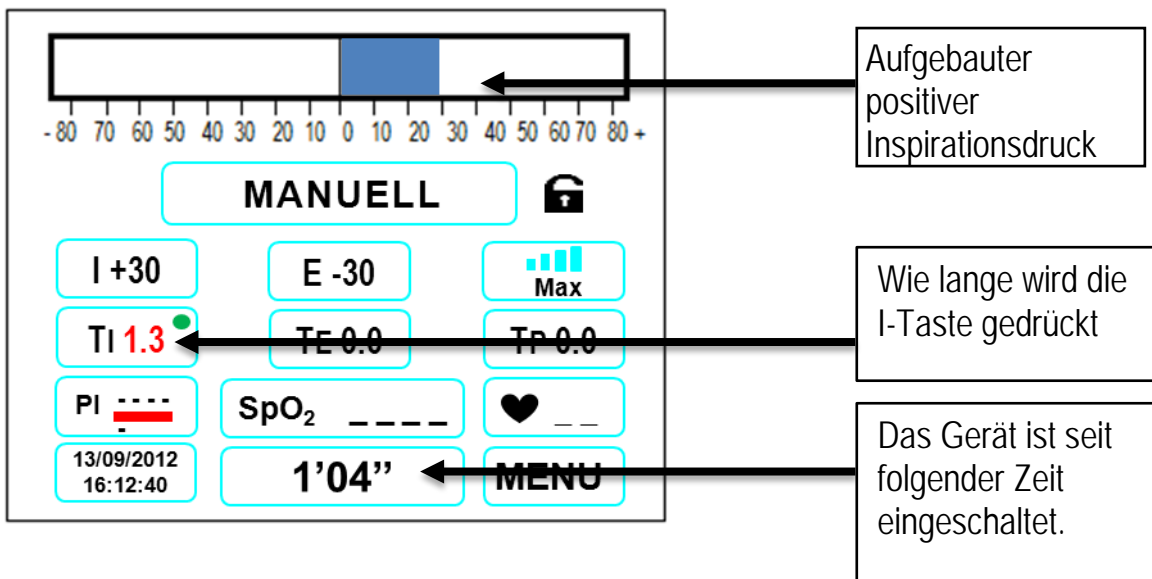 - 80 70 60 50 40 30 20 10 0 10 20 30 40 50 60 70 80 +
MANUELL
I +30
E -30
Max
TI 1.3
TE 0.0
TP 0.0
PI - - - - -
SpO₂ _ _ _ _
_ _
13/09/2012
16:12:40
1’04’’
MENU
Aufgebauter
positiver
Inspirationsdruck
Wie lange wird die
I-Taste gedrückt
Das Gerät ist seit
folgender Zeit
eingeschaltet.